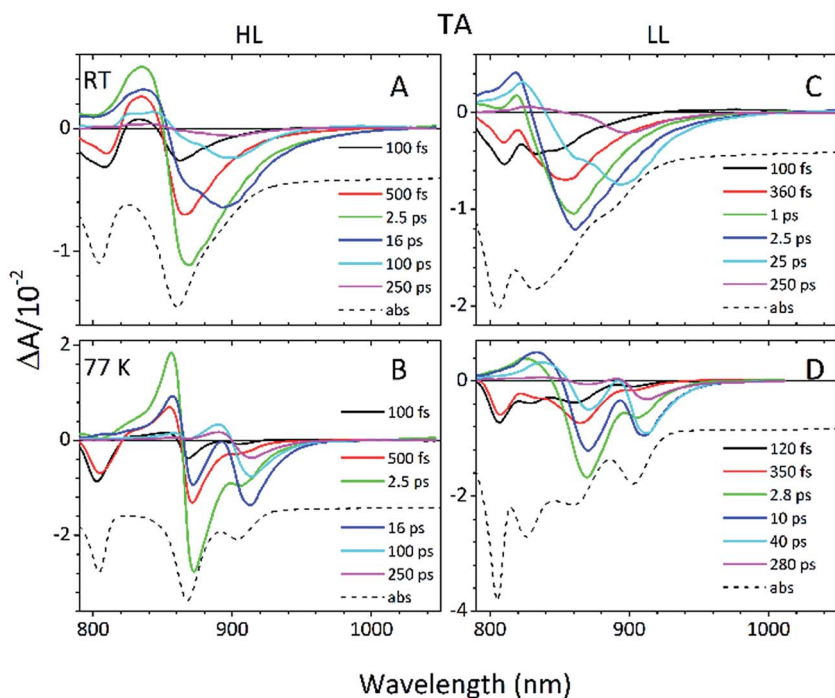 TA
HL
LL
RT
A
0
-1
100 fs
500 fs
2.5 ps
16 ps
100 ps
250 ps
abs
C
1
0
-1
-2
100 fs
360 fs
1 ps
2.5 ps
25 ps
250 ps
abs
ΔA/10⁻²
77 K
B
2
0
-2
100 fs
500 fs
2.5 ps
16 ps
100 ps
250 ps
abs
800
900
1000
D
0
-2
-4
120 fs
350 fs
2.8 ps
10 ps
40 ps
280 ps
abs
800
900
1000
Wavelength (nm)